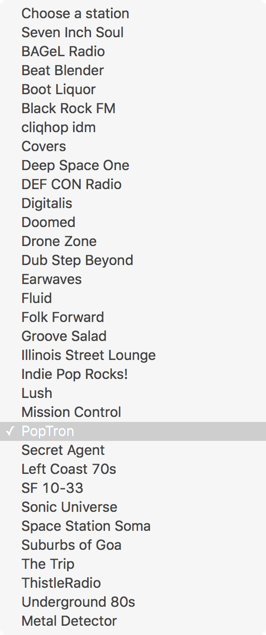 Choose a station
Seven Inch Soul
BAGeL Radio
Beat Blender
Boot Liquor
Black Rock FM
cliqhop idm
Covers
Deep Space One
DEF CON Radio
Digitalis
Doomed
Drone Zone
Dub Step Beyond
Earwaves
Fluid
Folk Forward
Groove Salad
Illinois Street Lounge
Indie Pop Rocks!
Lush
Mission Control
✓ PopTron
Secret Agent
Left Coast 70s
SF 10-33
Sonic Universe
Space Station Soma
Suburbs of Goa
The Trip
ThistleRadio
Underground 80s
Metal Detector